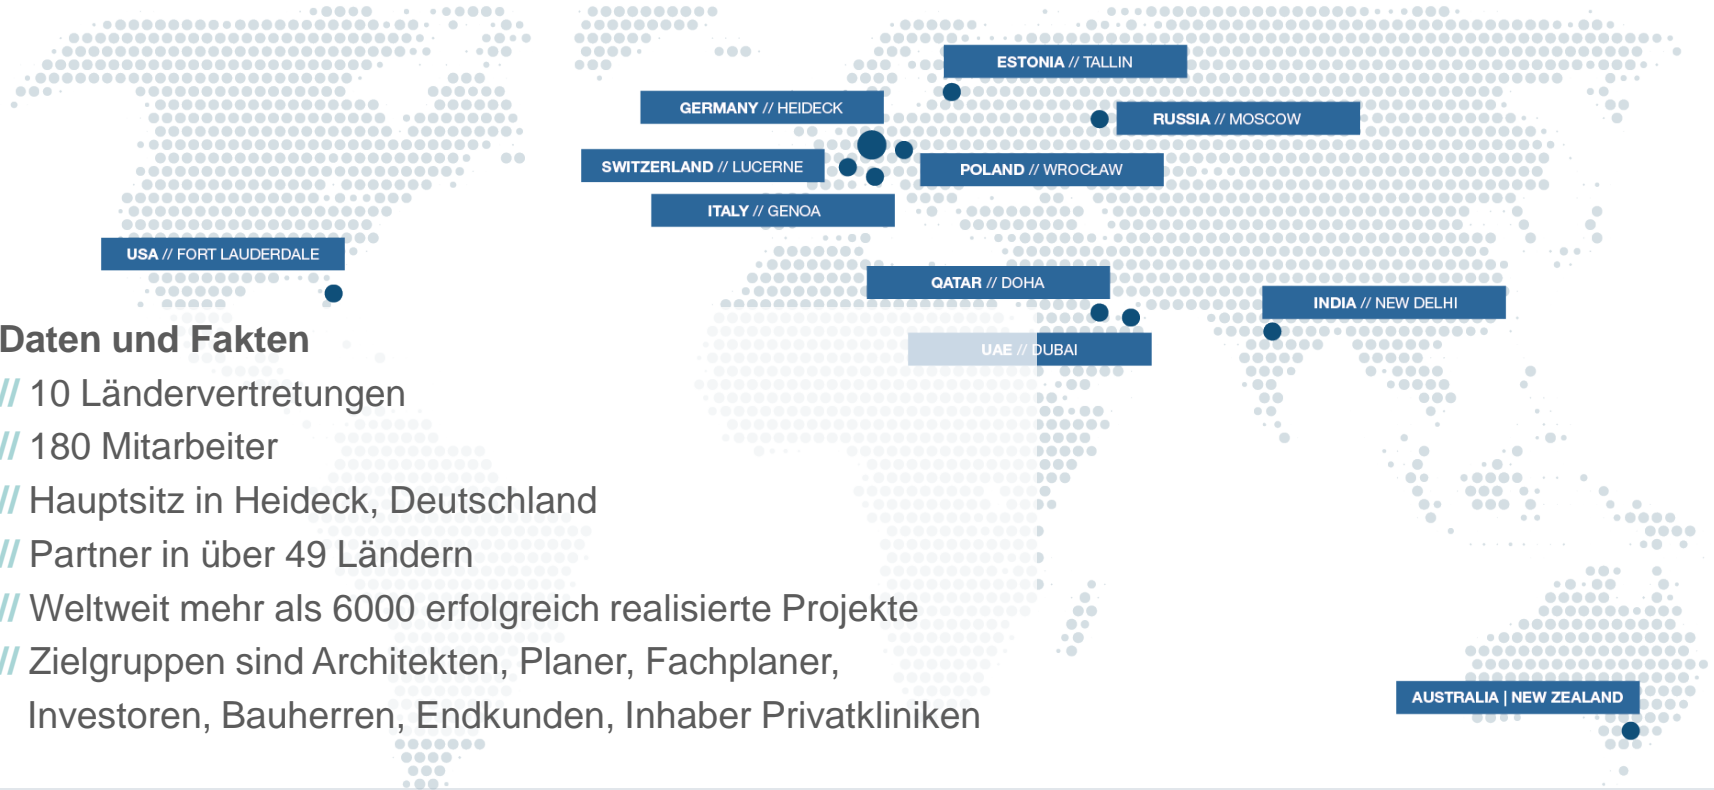 ESTONIA // TALLIN
GERMANY // HEIDECK
RUSSIA // MOSCOW
SWITZERLAND // LUCERNE
POLAND // WROCŁAW
ITALY // GENOA
USA // FORT LAUDERDALE
QATAR // DOHA
INDIA // NEW DELHI
UAE // DUBAI
Daten und Fakten
// 10 Ländervertretungen
// 180 Mitarbeiter
// Hauptsitz in Heideck, Deutschland
// Partner in über 49 Ländern
// Weltweit mehr als 6000 erfolgreich realisierte Projekte
// Zielgruppen sind Architekten, Planer, Fachplaner,
Investoren, Bauherren, Endkunden, Inhaber Privatkliniken
AUSTRALIA | NEW ZEALAND